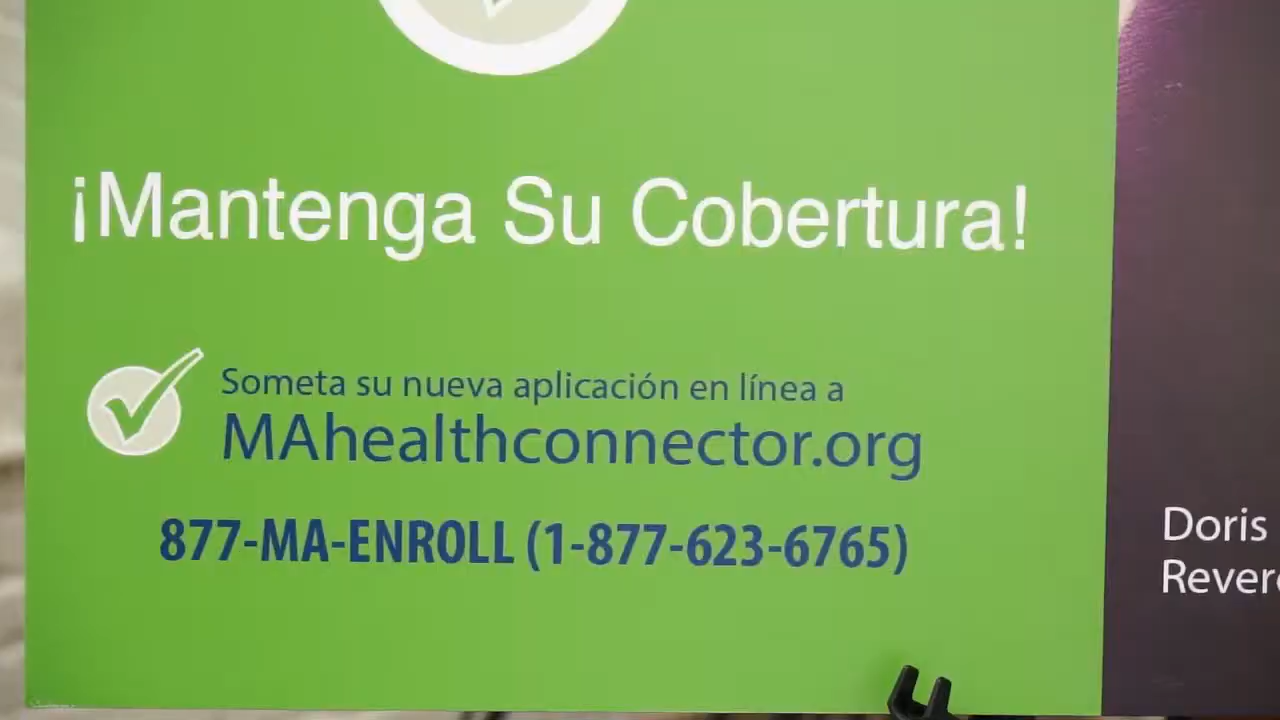 ¡Mantenga Su Cobertura!
Someta su nueva aplicación en línea a
MAhealthconnector.org
877-MA-ENROLL (1-877-623-6765)
Doris
Revere